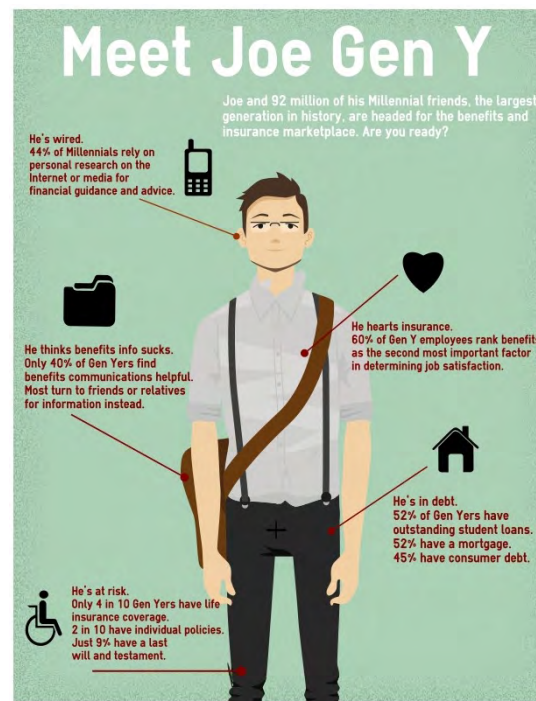 Meet Joe Gen Y
Joe and 92 million of his Millennial friends, the largest
generation in history, are headed for the benefits and
insurance marketplace. Are you ready?
He's wired.
44% of Millennials rely on
personal research on the
Internet or media for
financial guidance and advice.
He hearts insurance.
60% of Gen Y employees rank benefits
as the second most important factor
in determining job satisfaction.
He thinks benefits info sucks.
Only 40% of Gen Yers find
benefits communications helpful.
Most turn to friends or relatives
for information instead.
He's in debt.
52% of Gen Yers have
outstanding student loans.
52% have a mortgage.
45% have consumer debt.
He's at risk.
Only 4 in 10 Gen Yers have life
insurance coverage.
2 in 10 have individual policies.
Just 9% have a last
will and testament.